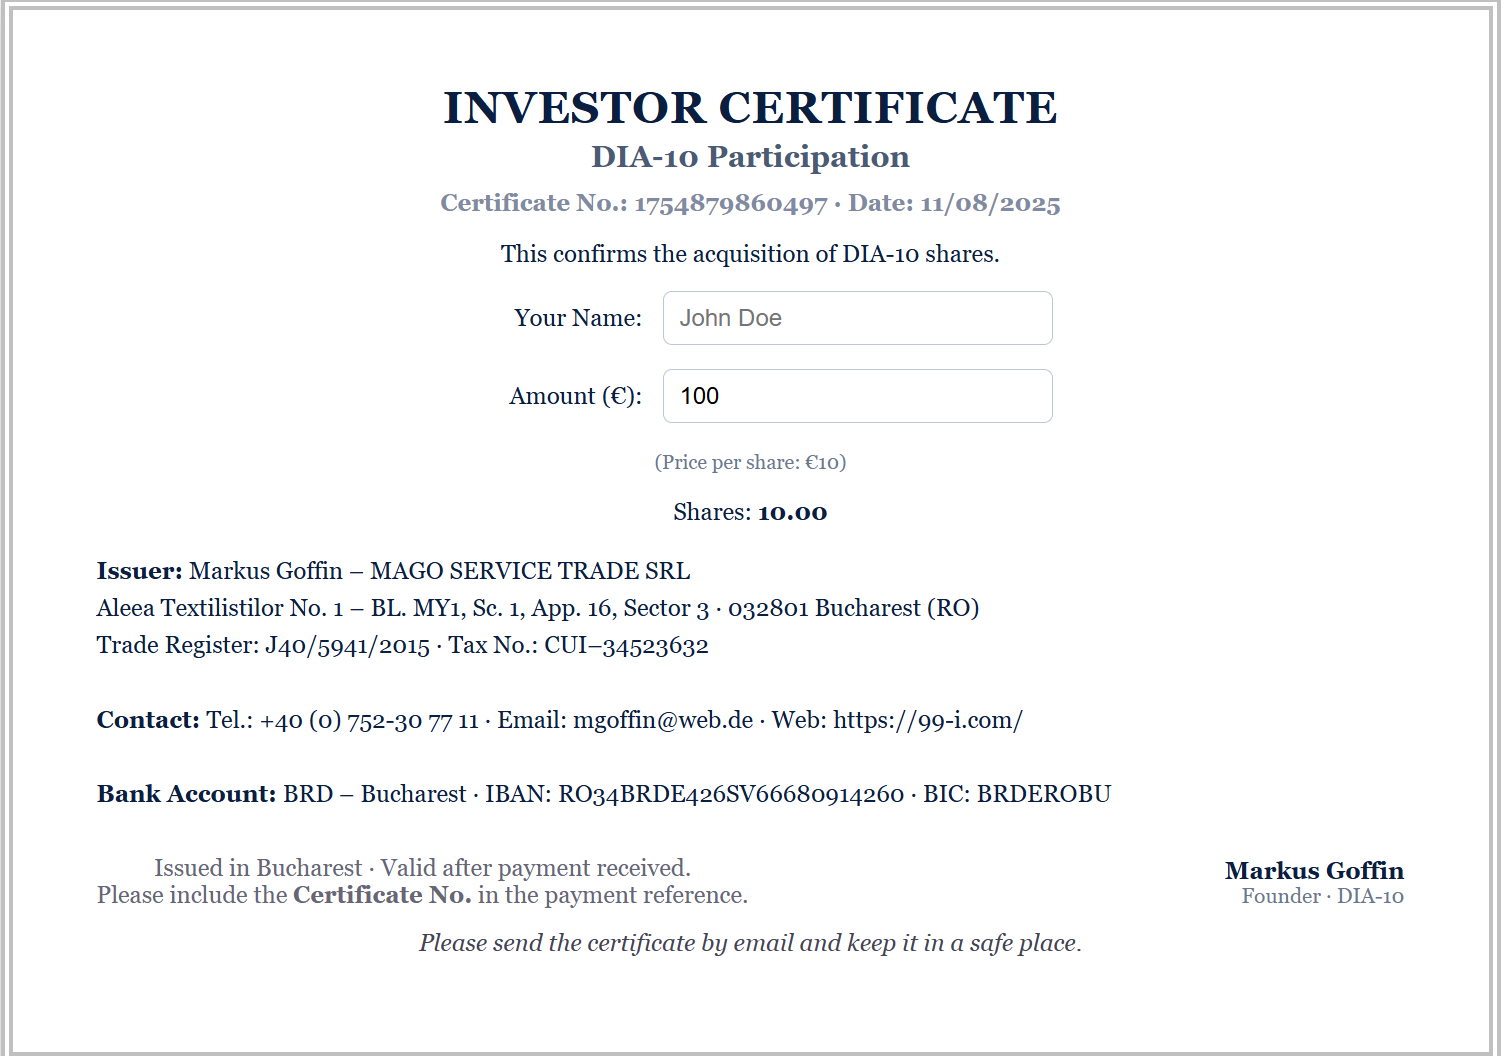 INVESTOR CERTIFICATE
DIA-10 Participation
Certificate No.: 1754879860497 · Date: 11/08/2025
This confirms the acquisition of DIA-10 shares.
Your Name: John Doe
Amount (€): 100
(Price per share: €10)
Shares: 10.00
Issuer: Markus Goffin – MAGO SERVICE TRADE SRL
Aleea Textilistilor No. 1 – BL. MY1, Sc. 1, App. 16, Sector 3 · 032801 Bucharest (RO)
Trade Register: J40/5941/2015 · Tax No.: CUI–34523632
Contact: Tel.: +40 (0) 752-30 77 11 · Email: mgoffin@web.de · Web: https://99-i.com/
Bank Account: BRD – Bucharest · IBAN: RO34BRDE426SV66680914260 · BIC: BRDEROBU
Issued in Bucharest · Valid after payment received.
Please include the Certificate No. in the payment reference.
Markus Goffin
Founder · DIA-10
Please send the certificate by email and keep it in a safe place.